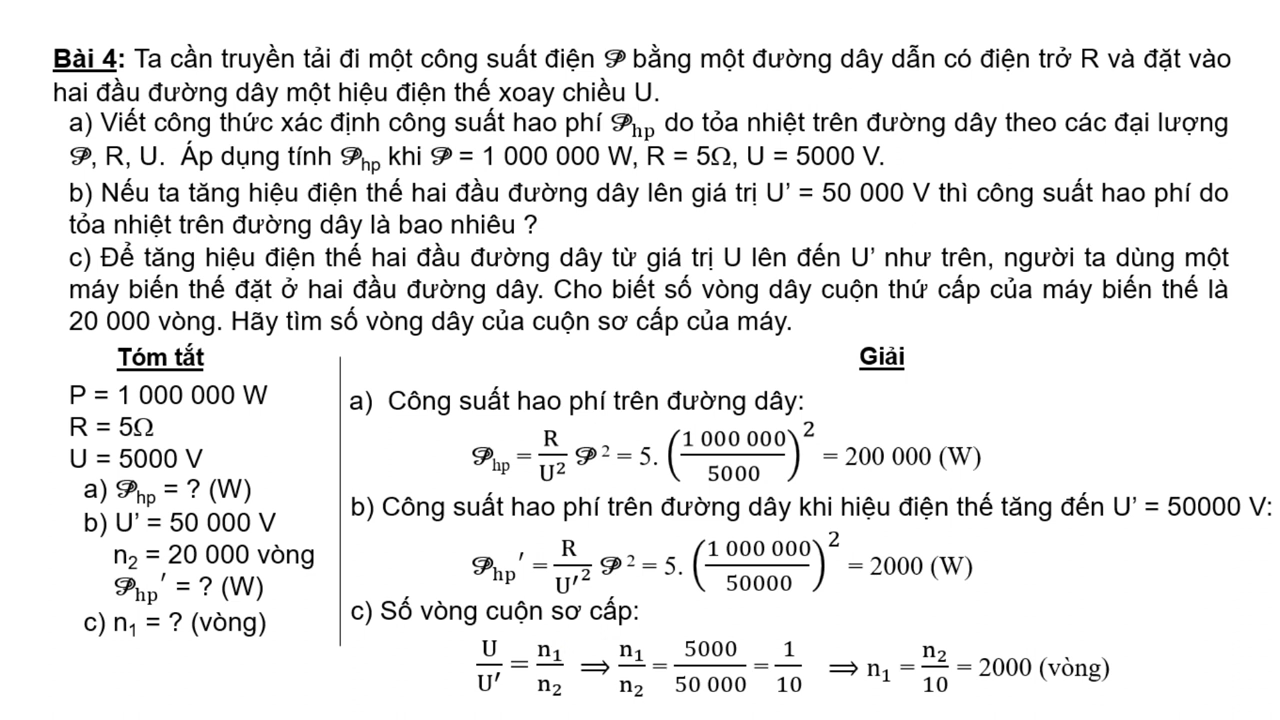 Bài 4: Ta cần truyền tải đi một công suất điện 𝒫 bằng một đường dây dẫn có điện trở R và đặt vào
hai đầu đường dây một hiệu điện thế xoay chiều U.
a) Viết công thức xác định công suất hao phí 𝒫hp do tỏa nhiệt trên đường dây theo các đại lượng
𝒫, R, U. Áp dụng tính 𝒫hp khi 𝒫 = 1 000 000 W, R = 5Ω, U = 5000 V.
b) Nếu ta tăng hiệu điện thế hai đầu đường dây lên giá trị U' = 50 000 V thì công suất hao phí do
tỏa nhiệt trên đường dây là bao nhiêu ?
c) Để tăng hiệu điện thế hai đầu đường dây từ giá trị U lên đến U' như trên, người ta dùng một
máy biến thế đặt ở hai đầu đường dây. Cho biết số vòng dây cuộn thứ cấp của máy biến thế là
20 000 vòng. Hãy tìm số vòng dây của cuộn sơ cấp của máy.
Tóm tắt
P = 1 000 000 W
R = 5Ω
U = 5000 V
a) 𝒫hp = ? (W)
b) U' = 50 000 V
n₂ = 20 000 vòng
𝒫hp′ = ? (W)
c) n₁ = ? (vòng)
Giải
a) Công suất hao phí trên đường dây:
𝒫hp = R/U² 𝒫² = 5. (1 000 000/5000)² = 200 000 (W)
b) Công suất hao phí trên đường dây khi hiệu điện thế tăng đến U' = 50000 V:
𝒫hp′ = R/U′² 𝒫² = 5. (1 000 000/50000)² = 2000 (W)
c) Số vòng cuộn sơ cấp:
U/U′ = n₁/n₂ ⟹ n₁/n₂ = 5000/50 000 = 1/10 ⟹ n₁ = n₂/10 = 2000 (vòng)